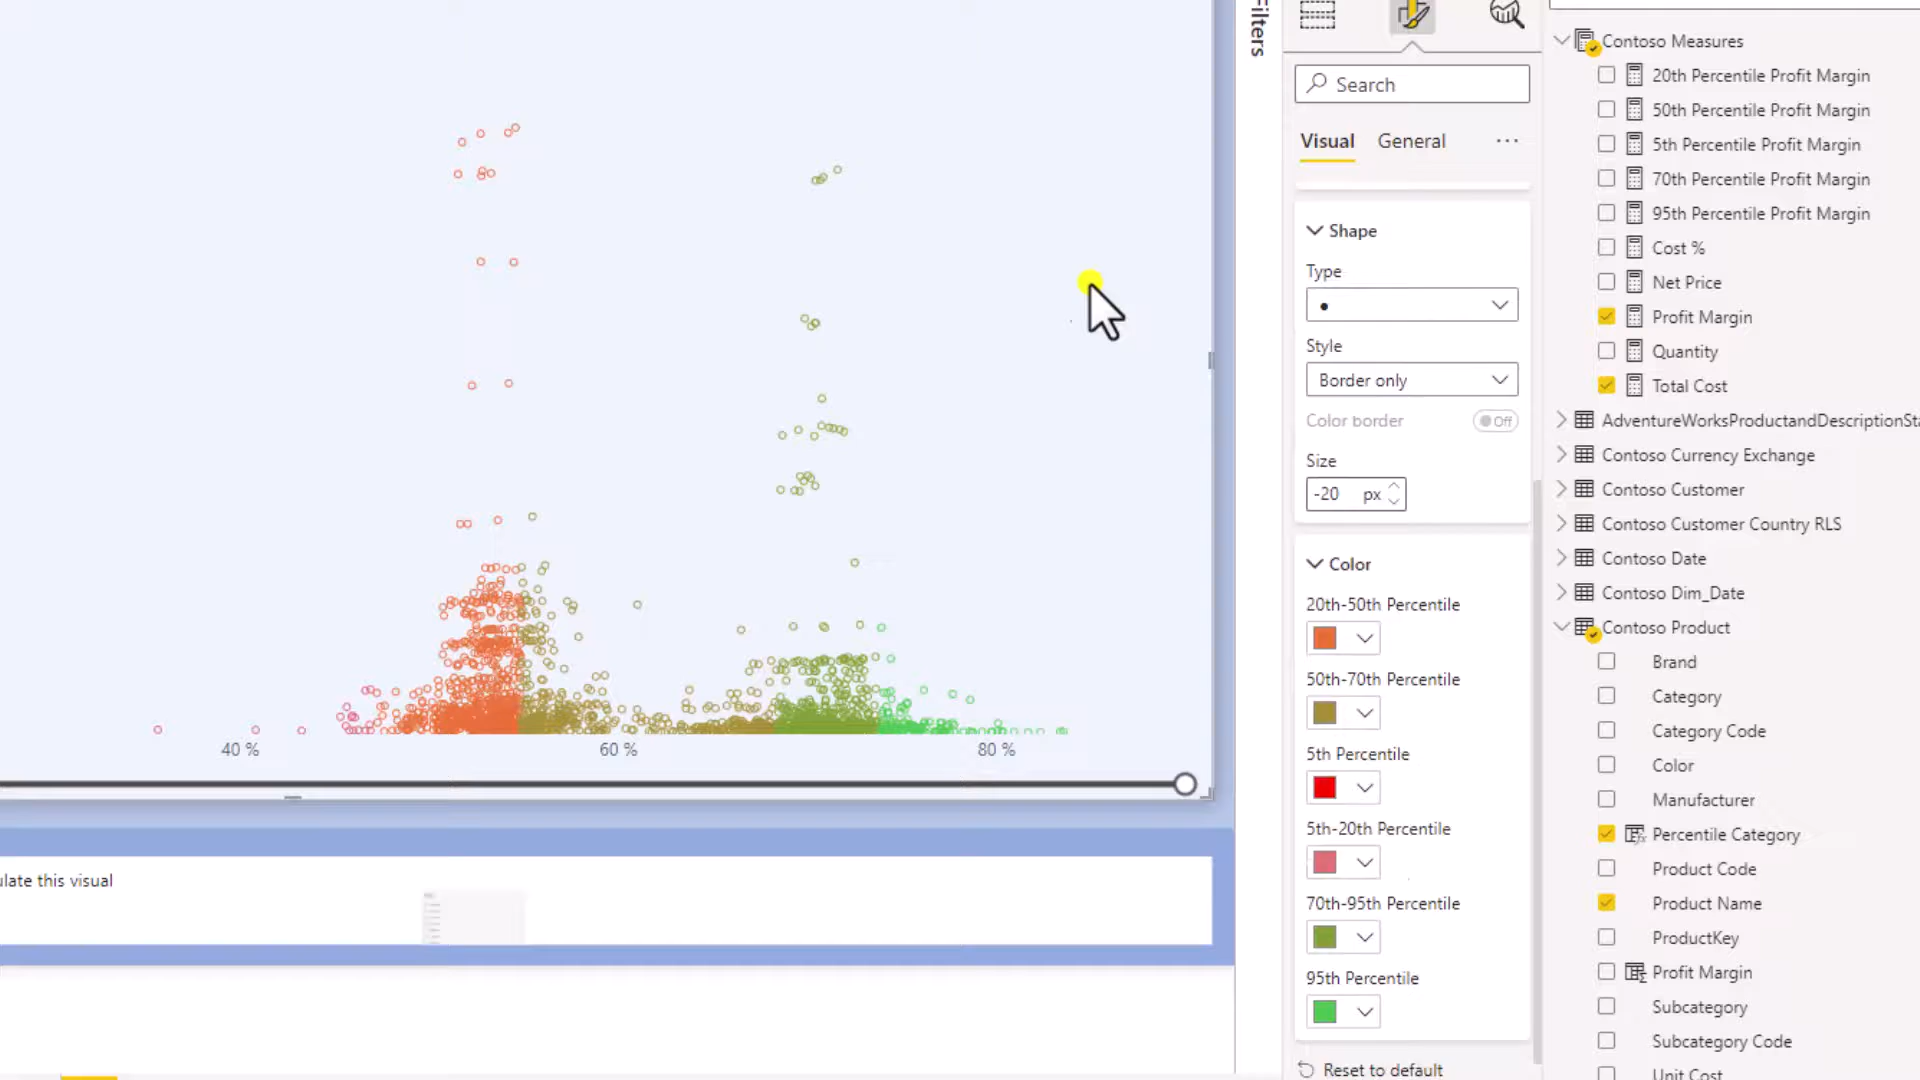 Filters
Search
Visual General
Shape
Type
Style
Border only
Color border
Off
Size
-20 px
Color
20th-50th Percentile
50th-70th Percentile
5th Percentile
5th-20th Percentile
70th-95th Percentile
95th Percentile
Reset to default
40 %
60 %
80 %
ulate this visual
Contoso Measures
20th Percentile Profit Margin
50th Percentile Profit Margin
5th Percentile Profit Margin
70th Percentile Profit Margin
95th Percentile Profit Margin
Cost %
Net Price
Profit Margin
Quantity
Total Cost
AdventureWorksProductandDescriptionSta
Contoso Currency Exchange
Contoso Customer
Contoso Customer Country RLS
Contoso Date
Contoso Dim_Date
Contoso Product
Brand
Category
Category Code
Color
Manufacturer
Percentile Category
Product Code
Product Name
ProductKey
Profit Margin
Subcategory
Subcategory Code
Unit Cost